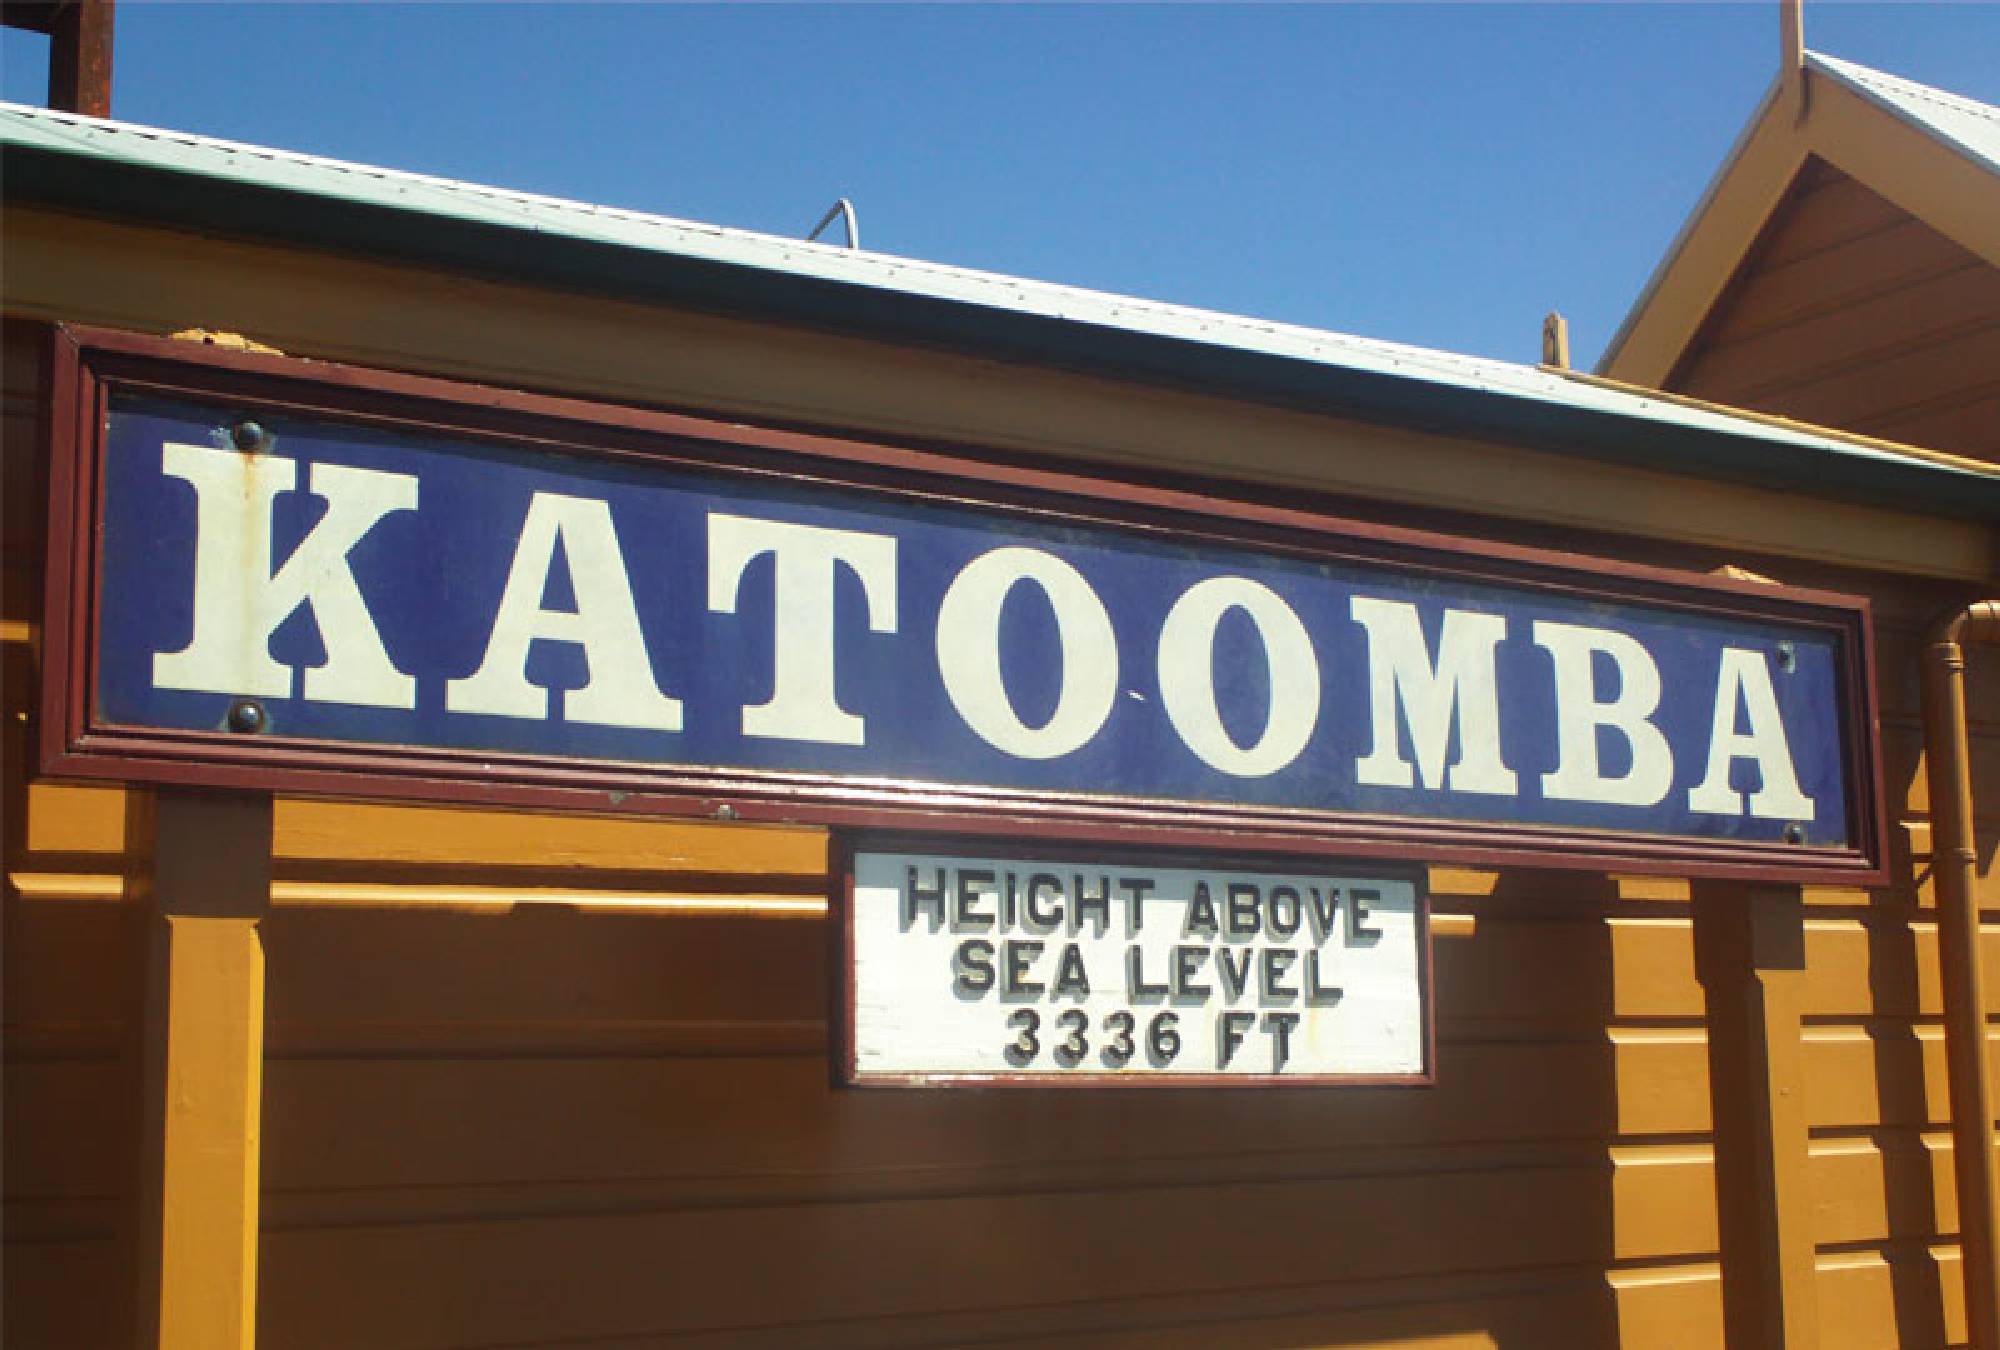 KATOOMBA
HEIGHT ABOVE
SEA LEVEL
3336 FT